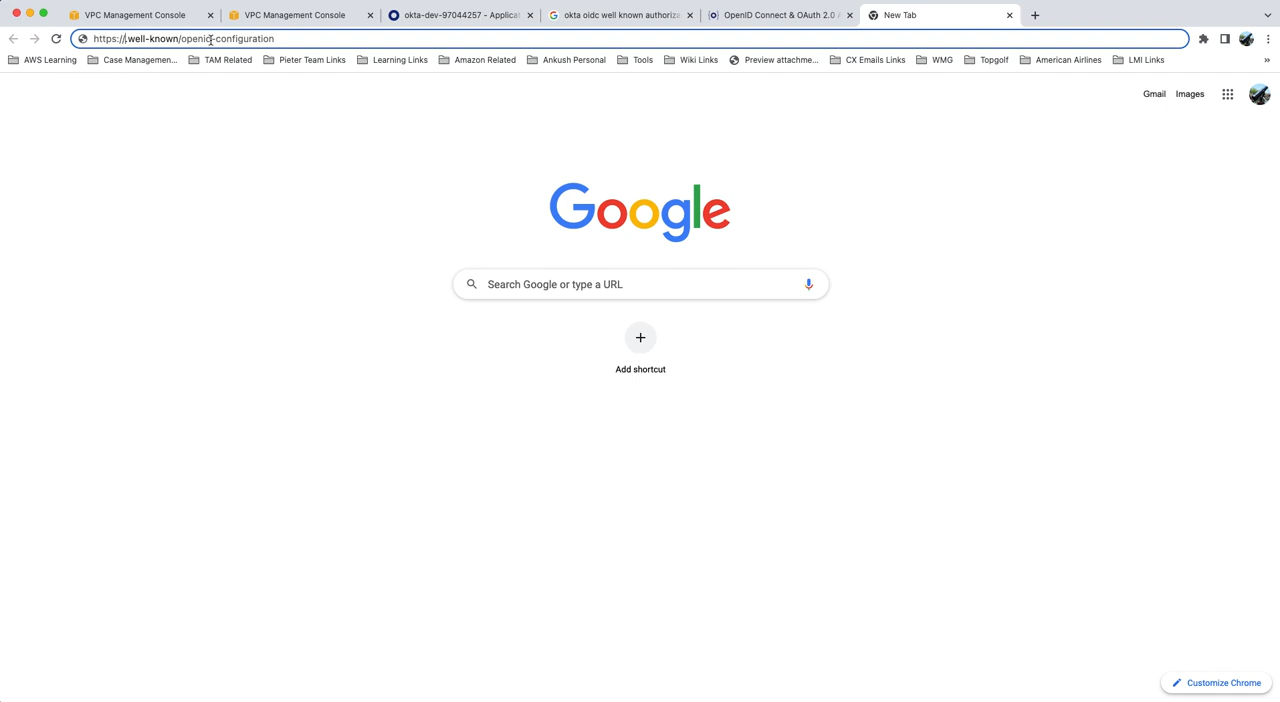 VPC Management Console
VPC Management Console
okta-dev-97044257 - Applicat
okta oidc well known authoriza
OpenID Connect & OAuth 2.0 A
New Tab
https://.well-known/openid-configuration
AWS Learning
Case Managemen...
TAM Related
Pieter Team Links
Learning Links
Amazon Related
Ankush Personal
Tools
Wiki Links
Preview attachme...
CX Emails Links
WMG
Topgolf
American Airlines
LMI Links
»
Gmail
Images
Google
Search Google or type a URL
Add shortcut
Customize Chrome